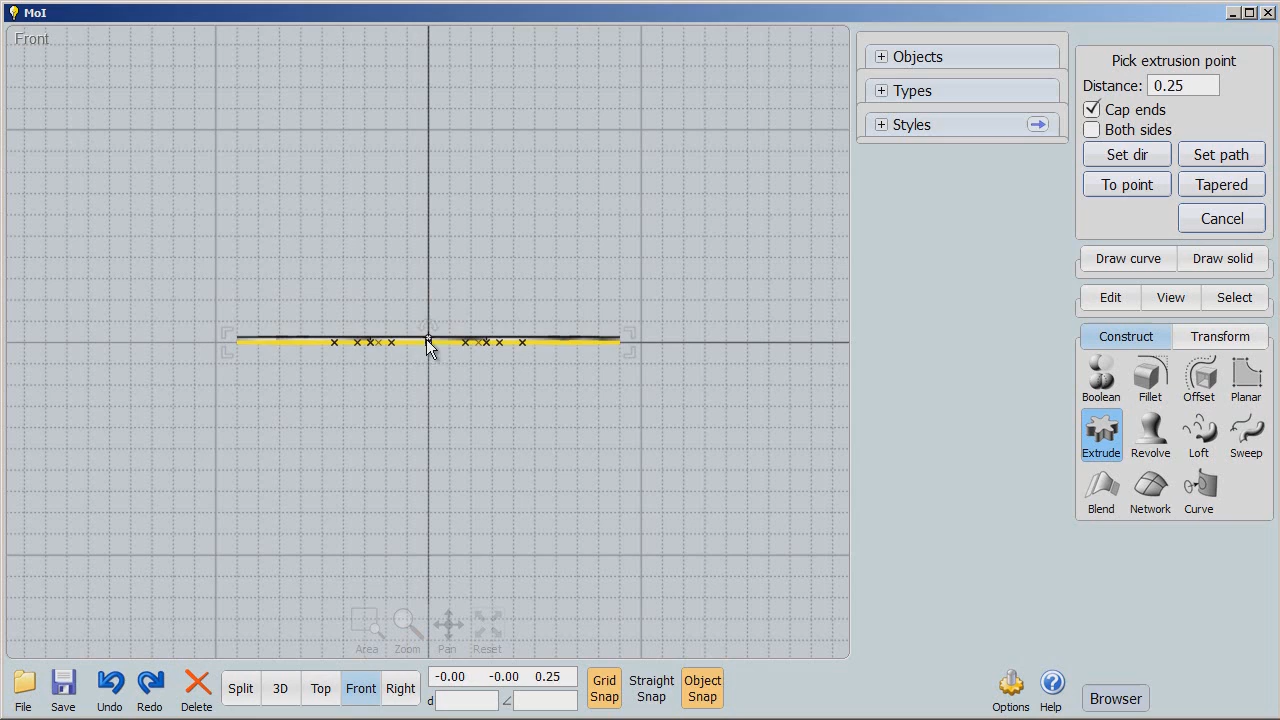 MoI
Front
Objects
Types
Styles
Pick extrusion point
Distance: 0.25
Cap ends
Both sides
Set dir
Set path
To point
Tapered
Cancel
Draw curve
Draw solid
Edit
View
Select
Construct
Transform
Boolean
Fillet
Offset
Planar
Extrude
Revolve
Loft
Sweep
Blend
Network
Curve
Area
Zoom
Pan
Reset
File
Save
Undo
Redo
Delete
Split
3D
Top
Front
Right
-0.00 -0.00 0.25
d
Grid
Snap
Straight
Snap
Object
Snap
Options
Help
Browser